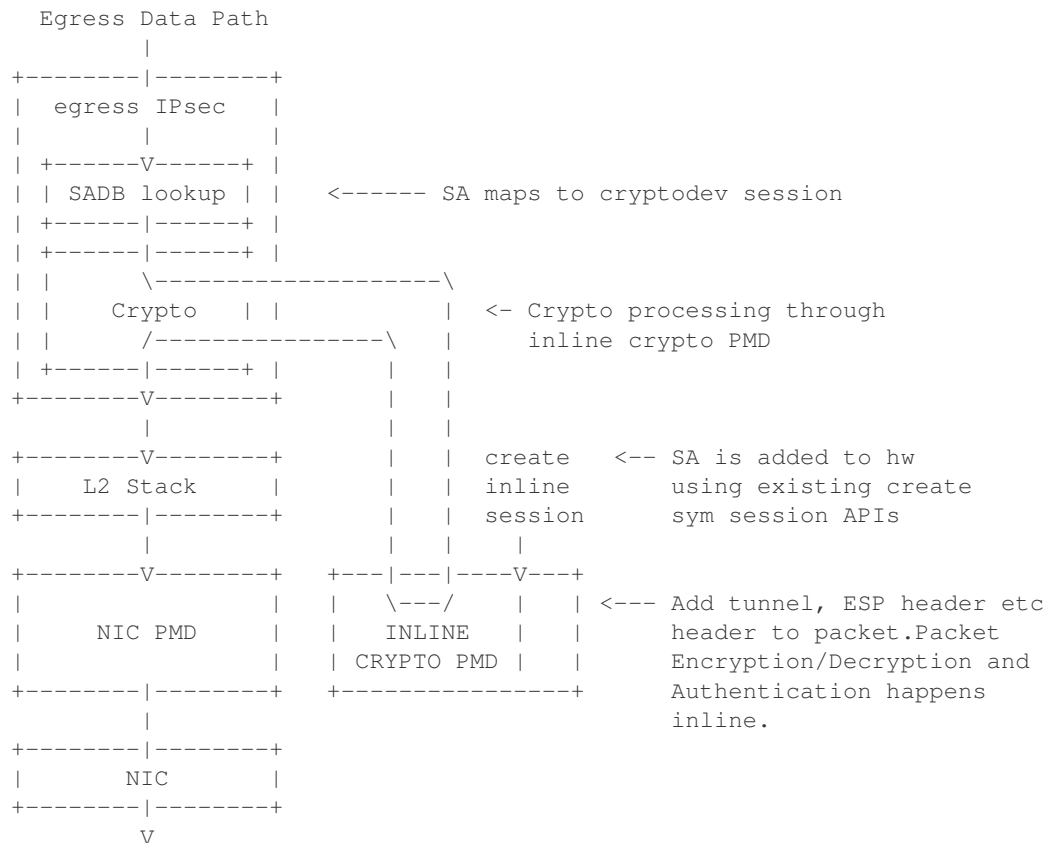 Egress Data Path
egress IPsec
SADB lookup <------ SA maps to cryptodev session
Crypto <- Crypto processing through
inline crypto PMD
create <-- SA is added to hw
L2 Stack inline using existing create
session sym session APIs
<--- Add tunnel, ESP header etc
NIC PMD INLINE header to packet.Packet
CRYPTO PMD Encryption/Decryption and
Authentication happens
inline.
NIC
V